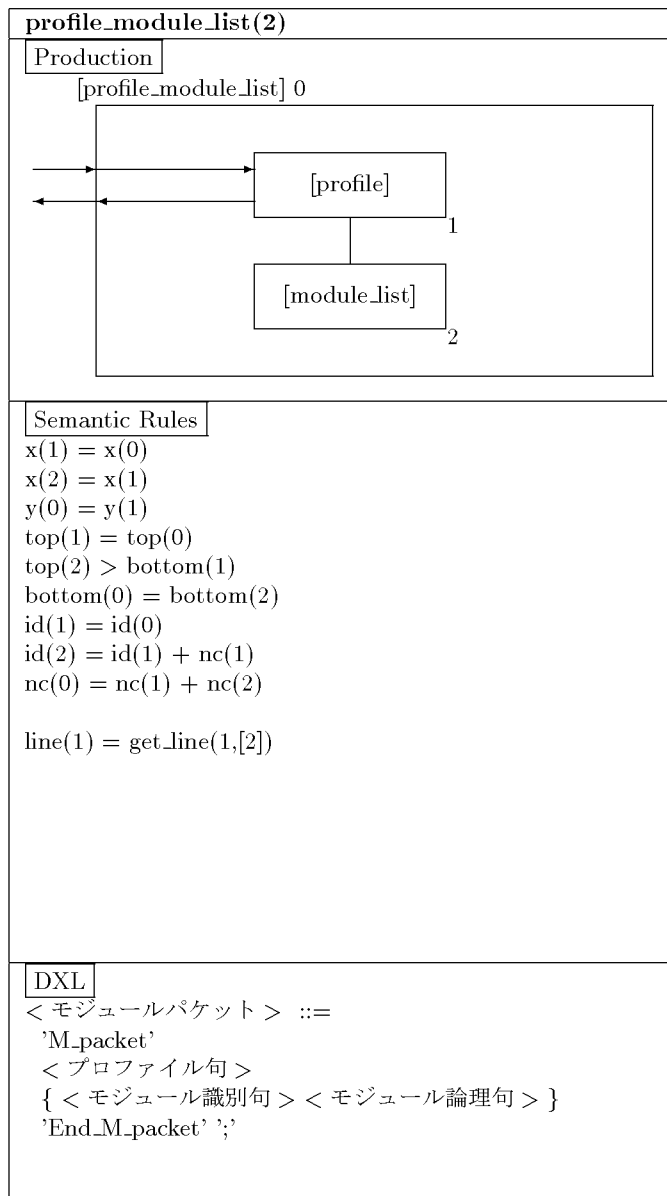 profile_module_list(2)
Production
[profile_module_list] 0
[profile]
1
[module_list]
2
Semantic Rules
x(1) = x(0)
x(2) = x(1)
y(0) = y(1)
top(1) = top(0)
top(2) > bottom(1)
bottom(0) = bottom(2)
id(1) = id(0)
id(2) = id(1) + nc(1)
nc(0) = nc(1) + nc(2)
line(1) = get_line(1,[2])
DXL
< モジュールパケット > ::=
'M_packet'
< プロファイル句 >
{ < モジュール識別句 > < モジュール論理句 > }
'End_M_packet' ';'